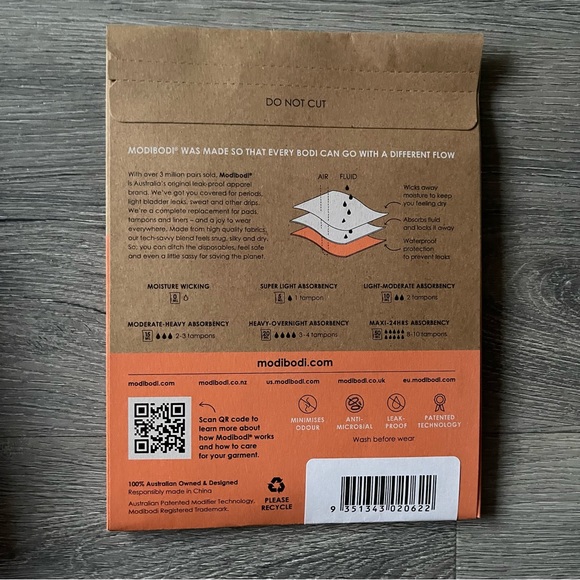 DO NOT CUT
MODIBODI® WAS MADE SO THAT EVERY BODI CAN GO WITH A DIFFERENT FLOW
With over 3 million pairs sold, Modibodi®
is Australia's original leak-proof apparel
brand. We've got you covered for periods,
light bladder leaks, sweat and other drips.
We're a complete replacement for pads,
tampons and liners – and a joy to wear
everywhere. Made from high quality fabrics,
our tech-savvy blend feels snug, silky and dry.
So, you can ditch the disposables, feel safe
and even a little sassy for saving the planet.
AIR FLUID
Wicks away
moisture to keep
you feeling dry
Absorbs fluid
and locks it away
Waterproof
protection
to prevent leaks
MOISTURE WICKING
SUPER LIGHT ABSORBENCY
1 tampon
LIGHT-MODERATE ABSORBENCY
2 tampons
MODERATE-HEAVY ABSORBENCY
2-3 tampons
HEAVY-OVERNIGHT ABSORBENCY
3-4 tampons
MAXI-24HRS ABSORBENCY
8-10 tampons
modibodi.com
modibodi.com modibodi.co.nz us.modibodi.com modibodi.co.uk eu.modibodi.com
Scan QR code to
learn more about
how Modibodi® works
and how to care
for your garment.
MINIMISES
ODOUR
ANTI-
MICROBIAL
LEAK-
PROOF
PATENTED
TECHNOLOGY
Wash before wear
100% Australian Owned & Designed
Responsibly made in China
Australian Patented Modifier Technology.
Modibodi Registered Trademark.
PLEASE
RECYCLE
9 351343 020622